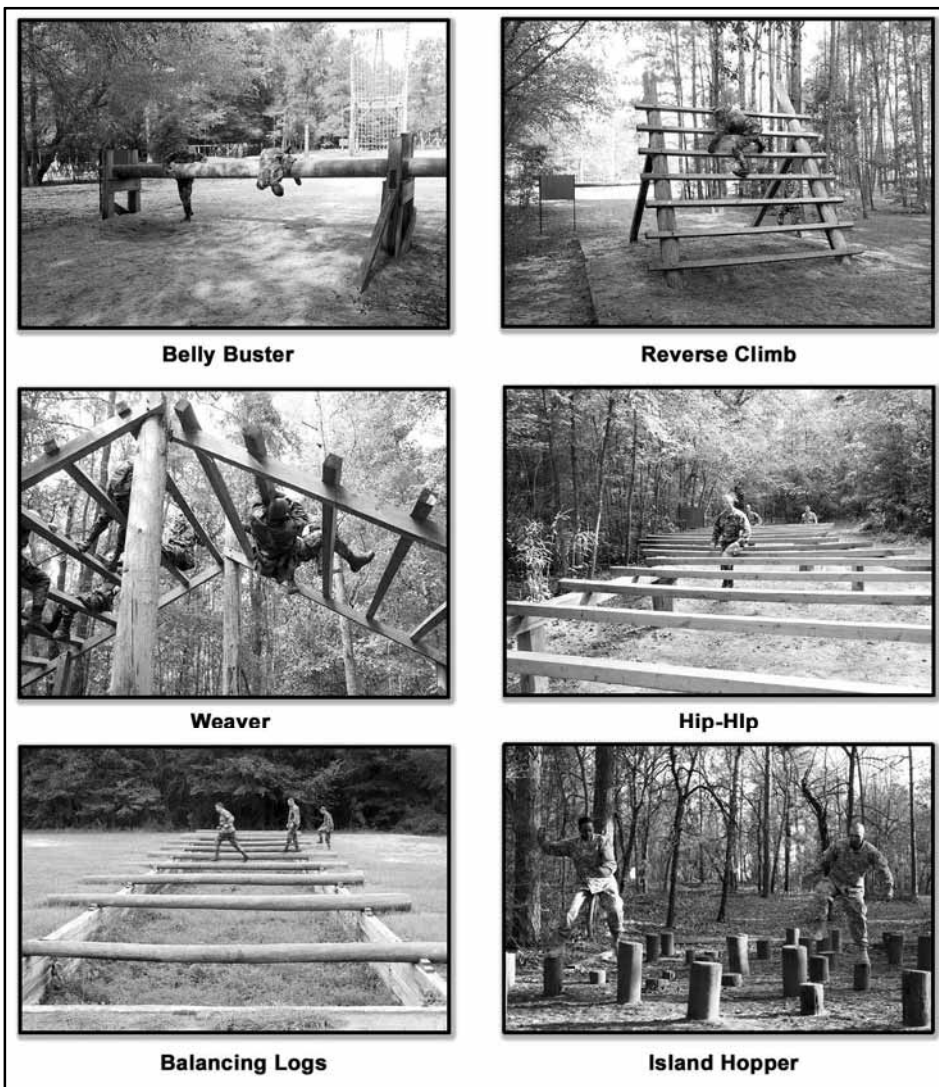 Belly Buster
Reverse Climb
Weaver
Hip-HIp
Balancing Logs
Island Hopper